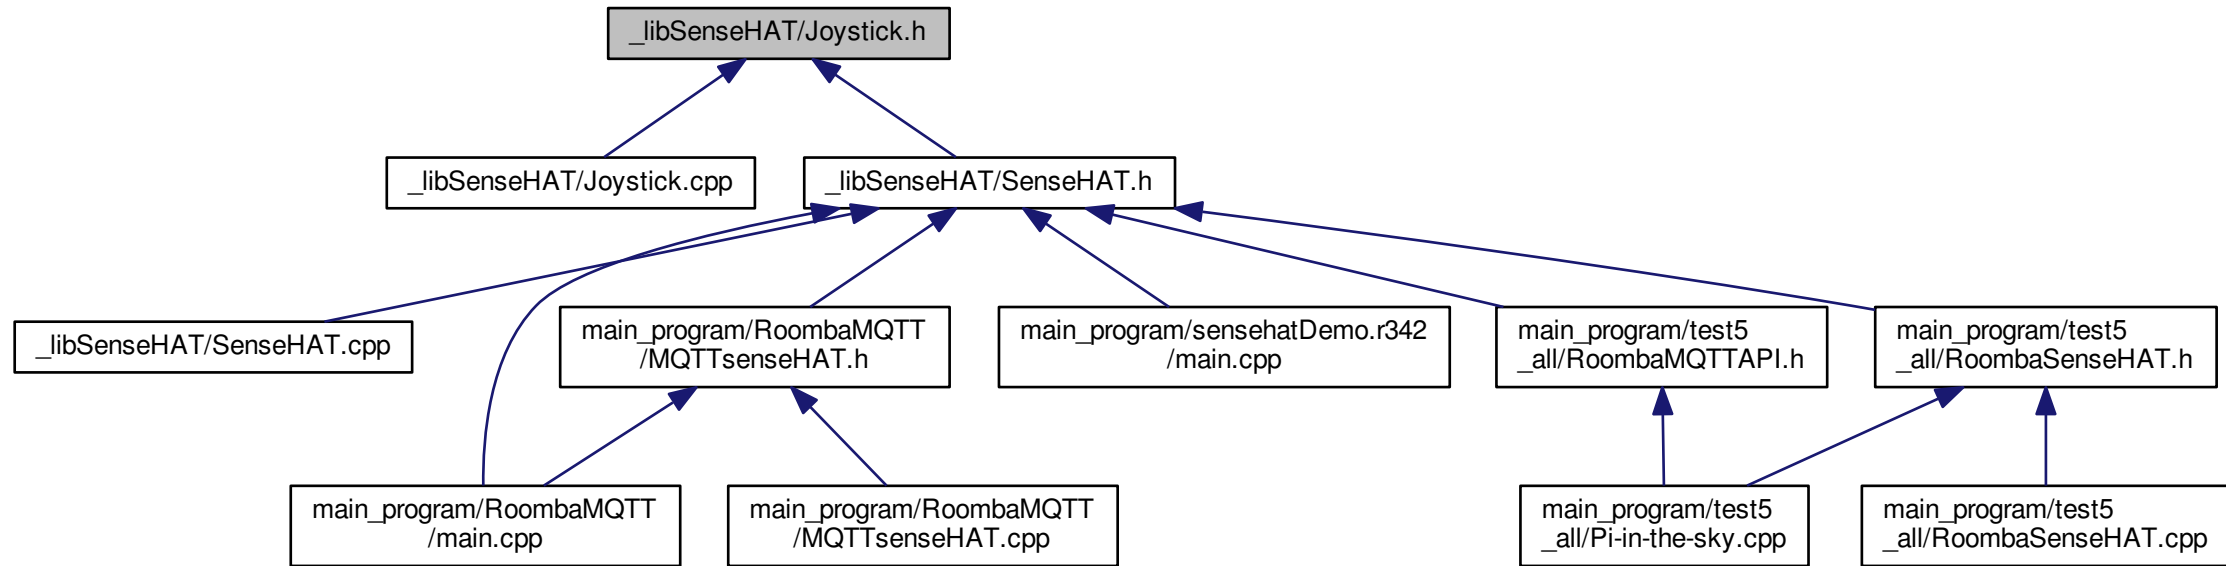 _libSenseHAT/Joystick.h
_libSenseHAT/Joystick.cpp
_libSenseHAT/SenseHAT.h
_libSenseHAT/SenseHAT.cpp
main_program/RoombaMQTT
/MQTTsenseHAT.h
main_program/sensehatDemo.r342
/main.cpp
main_program/test5
_all/RoombaMQTTAPI.h
main_program/test5
_all/RoombaSenseHAT.h
main_program/RoombaMQTT
/main.cpp
main_program/RoombaMQTT
/MQTTsenseHAT.cpp
main_program/test5
_all/Pi-in-the-sky.cpp
main_program/test5
_all/RoombaSenseHAT.cpp